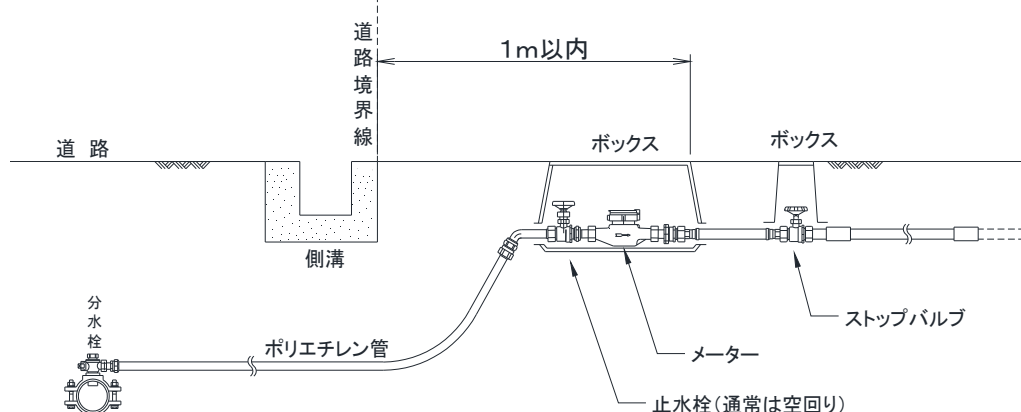 道路境界線
1m以内
道 路
ボックス
ボックス
側溝
分水栓
ポリエチレン管
ストップバルブ
メーター
止水栓(通常は空回り)